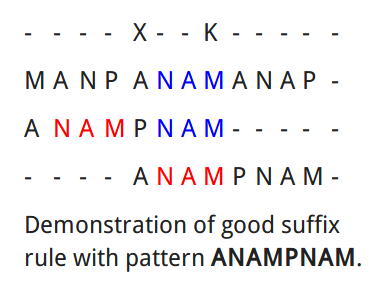 - - - - X - - K - - - - -
M A N P A N A M A N A P -
A N A M P N A M - - - - -
- - - - A N A M P N A M -
Demonstration of good suffix
rule with pattern ANAMPNAM.